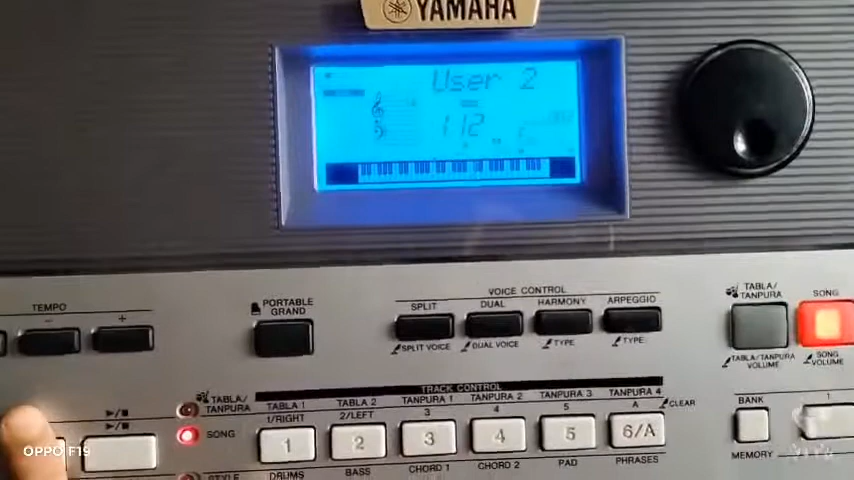 YAMAHA
User 2
112
TEMPO
- +
PORTABLE
GRAND
VOICE CONTROL
SPLIT DUAL HARMONY ARPEGGIO
SPLIT VOICE DUAL VOICE TYPE TYPE
TABLA/
TANPURA
SONG
TABLA/TANPURA
VOLUME
SONG
VOLUME
TABLA/
TANPURA
SONG
STYLE
TRACK CONTROL
TABLA 1 TABLA 2 TANPURA 1 TANPURA 2 TANPURA 3 TANPURA 4
1/RIGHT 2/LEFT 3 4 5 A
CLEAR
1 2 3 4 5 6/A
DRUMS BASS CHORD 1 CHORD 2 PAD PHRASES
BANK
MEMORY
1
OPPO F19